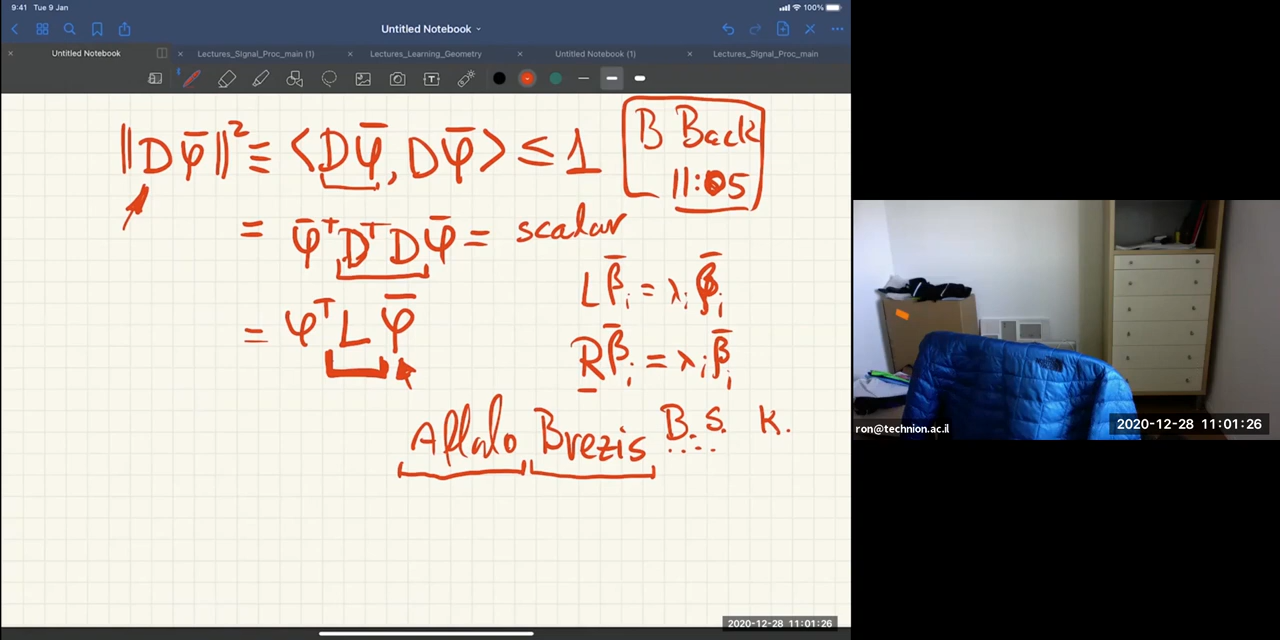 9:41 Tue 9 Jan
100%
Untitled Notebook
Untitled Notebook
Lectures_SIgnal_Proc_main (1)
Lectures_Learning_Geometry
Untitled Notebook (1)
Lectures_SIgnal_Proc_main
‖Dφ̄‖² ≡ ⟨Dφ̄, Dφ̄⟩ ≤ 1
B Back
11:05
= φ̄ᵀDᵀDφ̄ = scalar
= φᵀLφ̄
Lβ̄ᵢ = λᵢβ̄ᵢ
Rβ̄ᵢ = λᵢβ̄ᵢ
Aflalo Brezis B. S. K.
ron@technion.ac.il
2020-12-28 11:01:26
2020-12-28 11:01:26